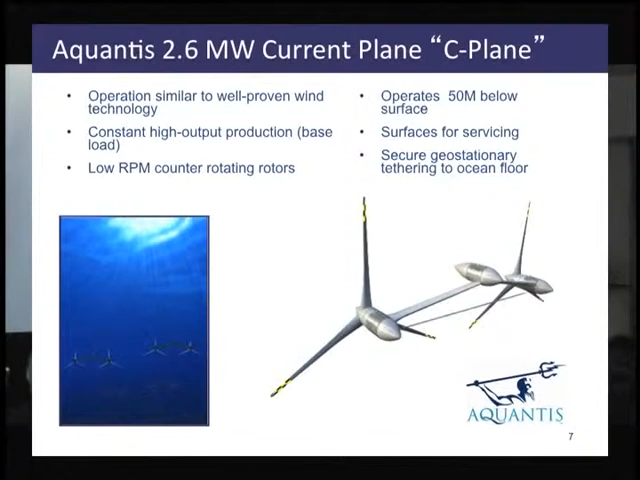 Aquantis 2.6 MW Current Plane “C-Plane”
• Operation similar to well-proven wind
technology
• Constant high-output production (base
load)
• Low RPM counter rotating rotors
• Operates 50M below
surface
• Surfaces for servicing
• Secure geostationary
tethering to ocean floor
AQUANTIS
7